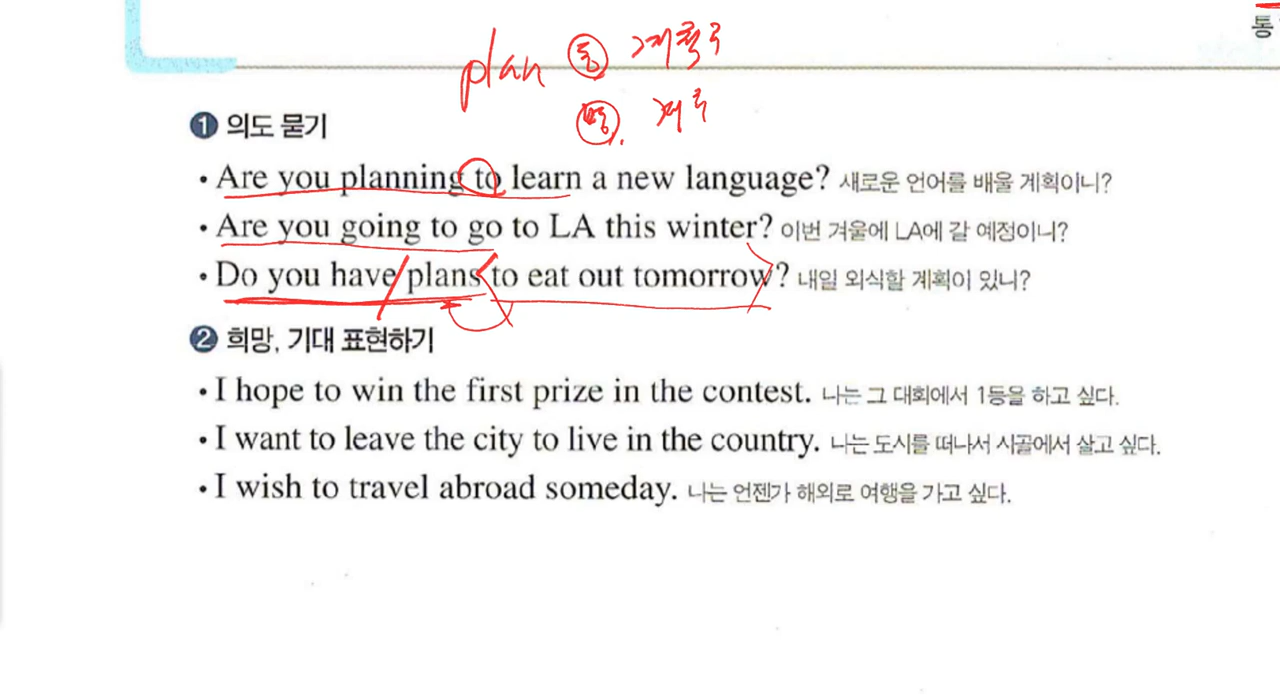 통
plan 동 계획
명. 계획
1 의도 묻기
• Are you planning to learn a new language? 새로운 언어를 배울 계획이니?
• Are you going to go to LA this winter? 이번 겨울에 LA에 갈 예정이니?
• Do you have plans to eat out tomorrow? 내일 외식할 계획이 있니?
2 희망, 기대 표현하기
• I hope to win the first prize in the contest. 나는 그 대회에서 1등을 하고 싶다.
• I want to leave the city to live in the country. 나는 도시를 떠나서 시골에서 살고 싶다.
• I wish to travel abroad someday. 나는 언젠가 해외로 여행을 가고 싶다.